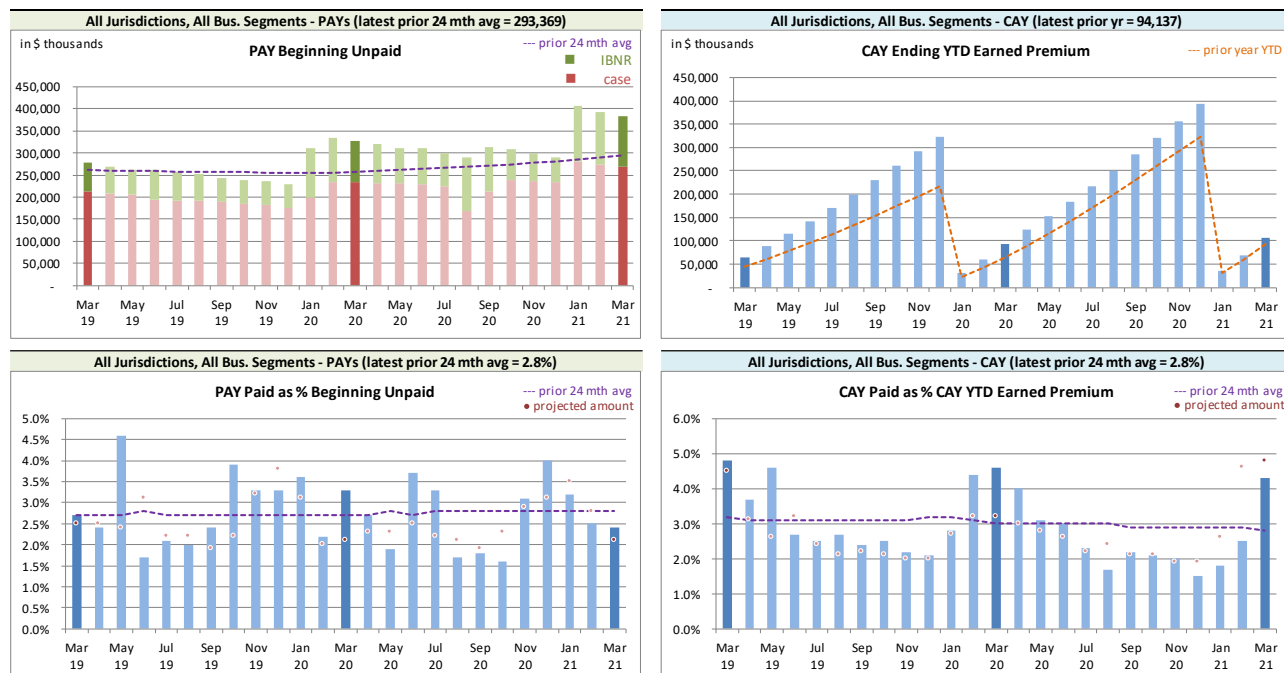 All Jurisdictions, All Bus. Segments - PAYs (latest prior 24 mth avg = 293,369)
in $ thousands
PAY Beginning Unpaid
--- prior 24 mth avg
IBNR
case
450,000
400,000
350,000
300,000
250,000
200,000
150,000
100,000
50,000
-
Mar May Jul Sep Nov Jan Mar May Jul Sep Nov Jan Mar
19 19 19 19 19 20 20 20 20 20 20 21 21
All Jurisdictions, All Bus. Segments - CAY (latest prior yr = 94,137)
in $ thousands
CAY Ending YTD Earned Premium
--- prior year YTD
450,000
400,000
350,000
300,000
250,000
200,000
150,000
100,000
50,000
-
Mar May Jul Sep Nov Jan Mar May Jul Sep Nov Jan Mar
19 19 19 19 19 20 20 20 20 20 20 21 21
All Jurisdictions, All Bus. Segments - PAYs (latest prior 24 mth avg = 2.8%)
PAY Paid as % Beginning Unpaid
--- prior 24 mth avg
• projected amount
5.0%
4.5%
4.0%
3.5%
3.0%
2.5%
2.0%
1.5%
1.0%
0.5%
0.0%
Mar May Jul Sep Nov Jan Mar May Jul Sep Nov Jan Mar
19 19 19 19 19 20 20 20 20 20 20 21 21
All Jurisdictions, All Bus. Segments - CAY (latest prior 24 mth avg = 2.8%)
CAY Paid as % CAY YTD Earned Premium
--- prior 24 mth avg
• projected amount
6.0%
5.0%
4.0%
3.0%
2.0%
1.0%
0.0%
Mar May Jul Sep Nov Jan Mar May Jul Sep Nov Jan Mar
19 19 19 19 19 20 20 20 20 20 20 21 21